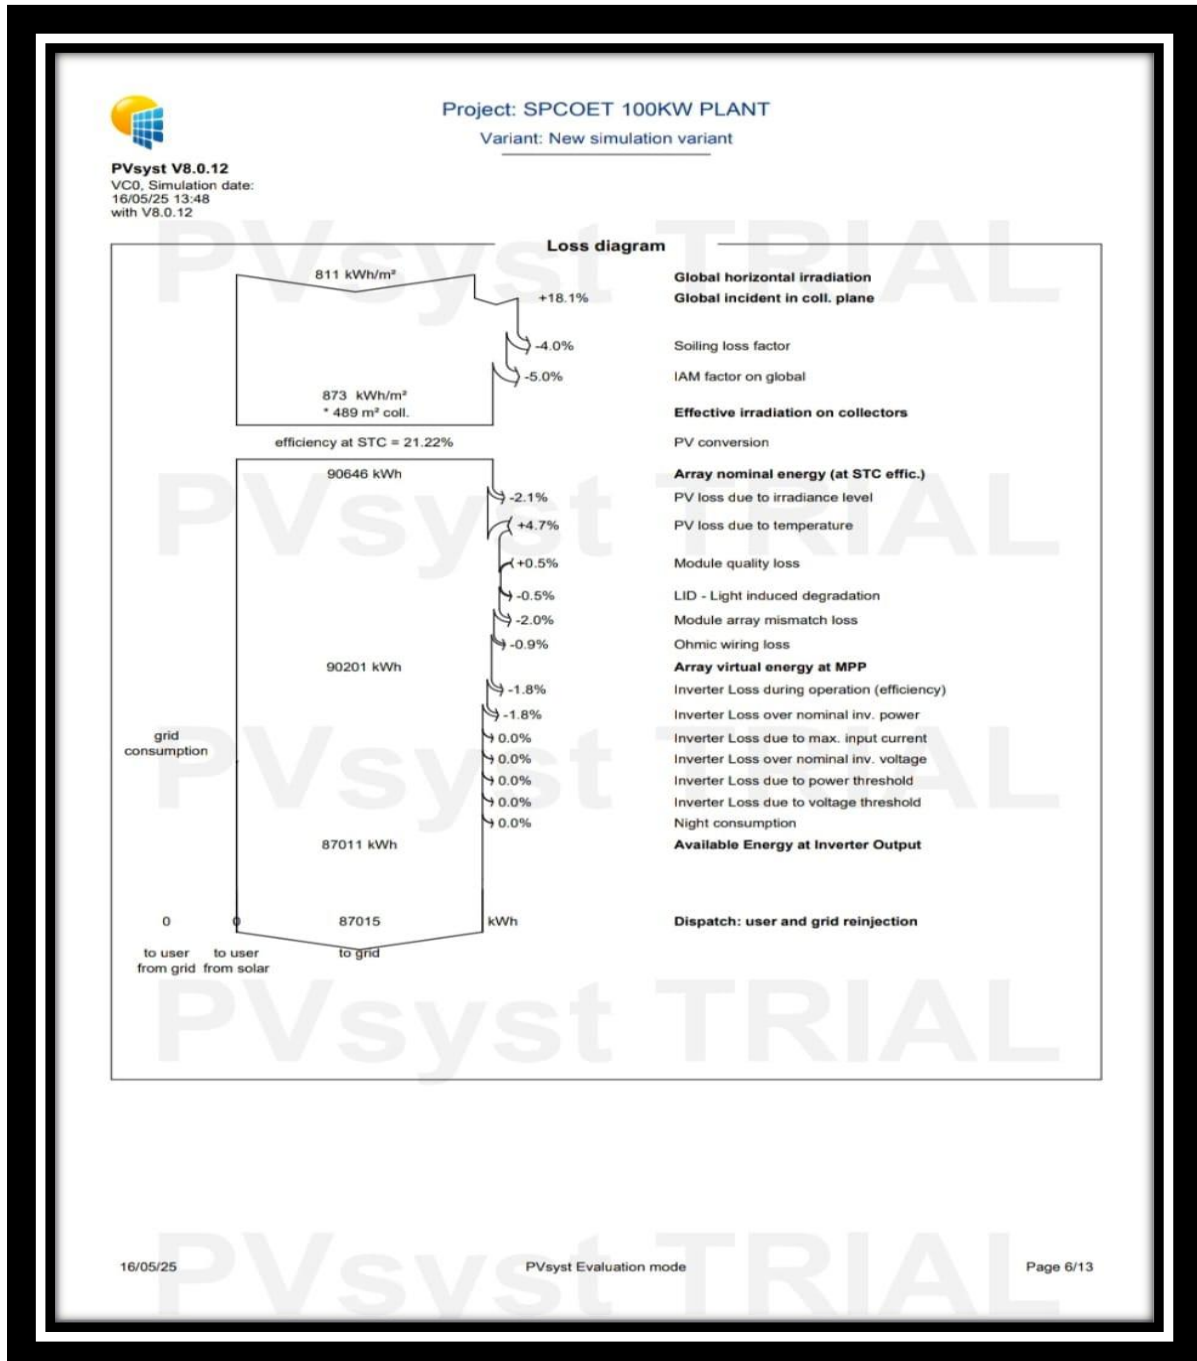 Project: SPCOET 100KW PLANT
Variant: New simulation variant
PVsyst V8.0.12
VC0, Simulation date:
16/05/25 13:48
with V8.0.12
PVsyst TRIAL
Loss diagram
811 kWh/m² Global horizontal irradiation
+18.1% Global incident in coll. plane
-4.0% Soiling loss factor
-5.0% IAM factor on global
873 kWh/m²
* 489 m² coll. Effective irradiation on collectors
efficiency at STC = 21.22% PV conversion
90646 kWh Array nominal energy (at STC effic.)
PVsyst TRIAL
-2.1% PV loss due to irradiance level
+4.7% PV loss due to temperature
+0.5% Module quality loss
-0.5% LID - Light induced degradation
-2.0% Module array mismatch loss
-0.9% Ohmic wiring loss
90201 kWh Array virtual energy at MPP
-1.8% Inverter Loss during operation (efficiency)
-1.8% Inverter Loss over nominal inv. power
grid
consumption
0.0% Inverter Loss due to max. input current
0.0% Inverter Loss over nominal inv. voltage
PVsyst TRIAL
0.0% Inverter Loss due to power threshold
0.0% Inverter Loss due to voltage threshold
0.0% Night consumption
87011 kWh Available Energy at Inverter Output
0 0 87015 kWh Dispatch: user and grid reinjection
to user to user to grid
from grid from solar
PVsyst TRIAL
PVsyst TRIAL
16/05/25 PVsyst Evaluation mode Page 6/13